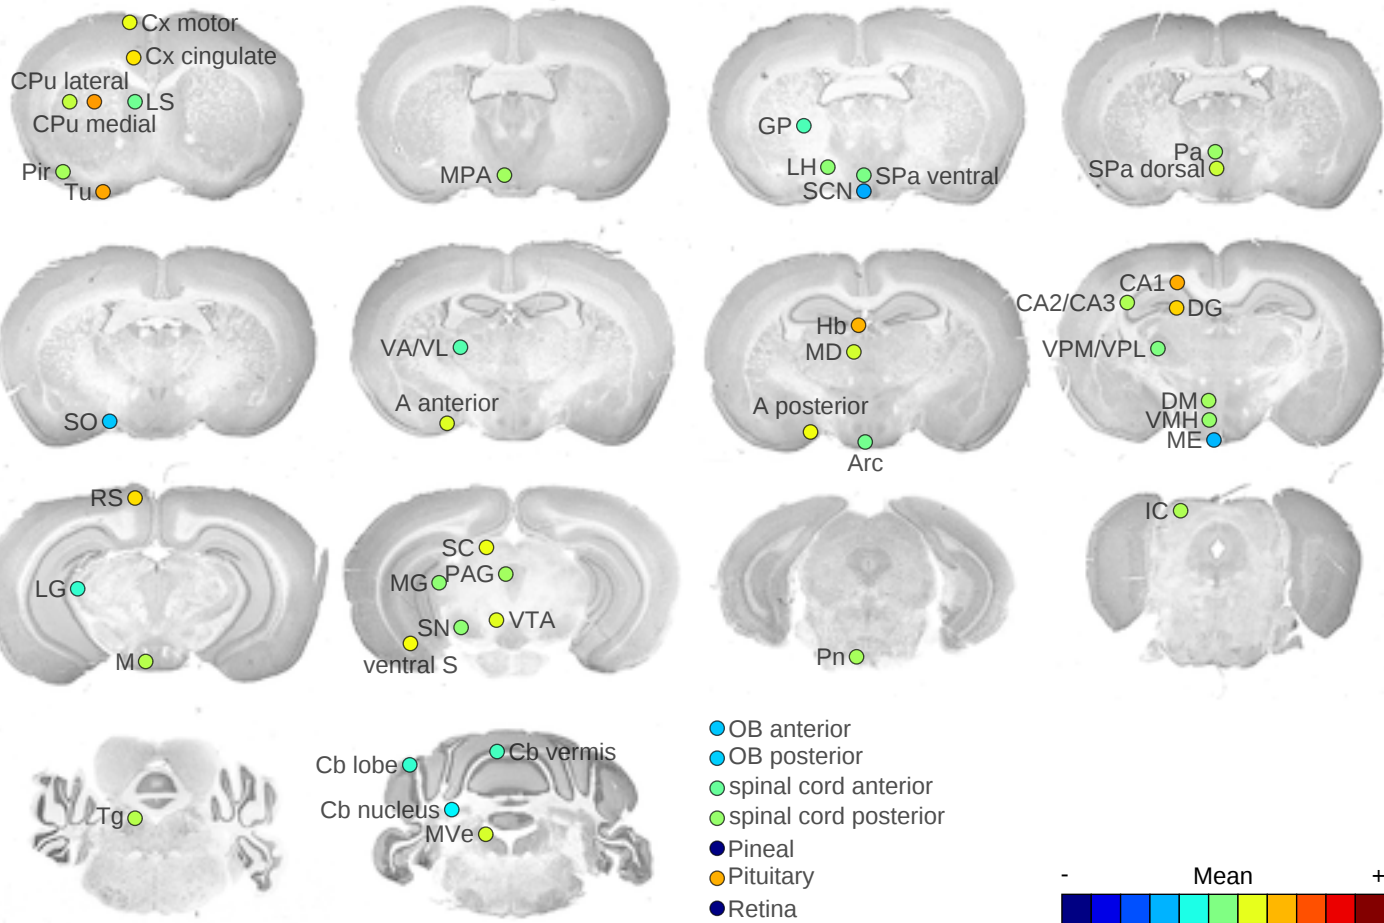 Cx motor
Cx cingulate
CPu lateral
LS
CPu medial
Pir
Tu
MPA
GP
LH
SPa ventral
SCN
Pa
SPa dorsal
SO
VA/VL
A anterior
Hb
MD
A posterior
Arc
CA1
CA2/CA3
DG
VPM/VPL
DM
VMH
ME
RS
LG
M
SC
MG
PAG
SN
VTA
ventral S
Pn
IC
Tg
Cb lobe
Cb vermis
Cb nucleus
MVe
OB anterior
OB posterior
spinal cord anterior
spinal cord posterior
Pineal
Pituitary
Retina
- Mean +